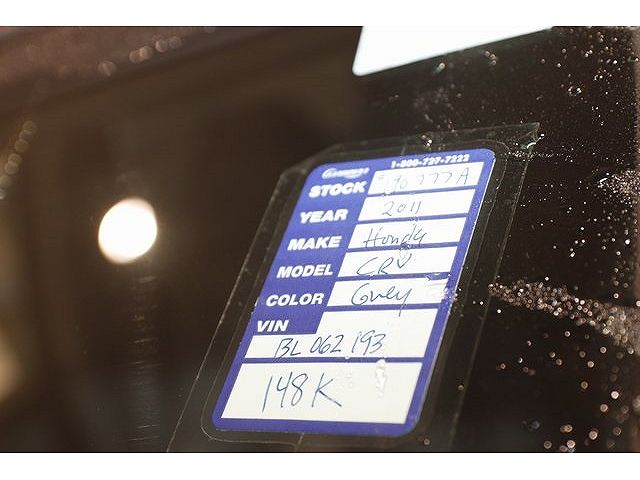 1-800-727-7222
STOCK
YEAR 2011
MAKE Honda
MODEL CRV
COLOR Grey
VIN
BL 062 193
148K